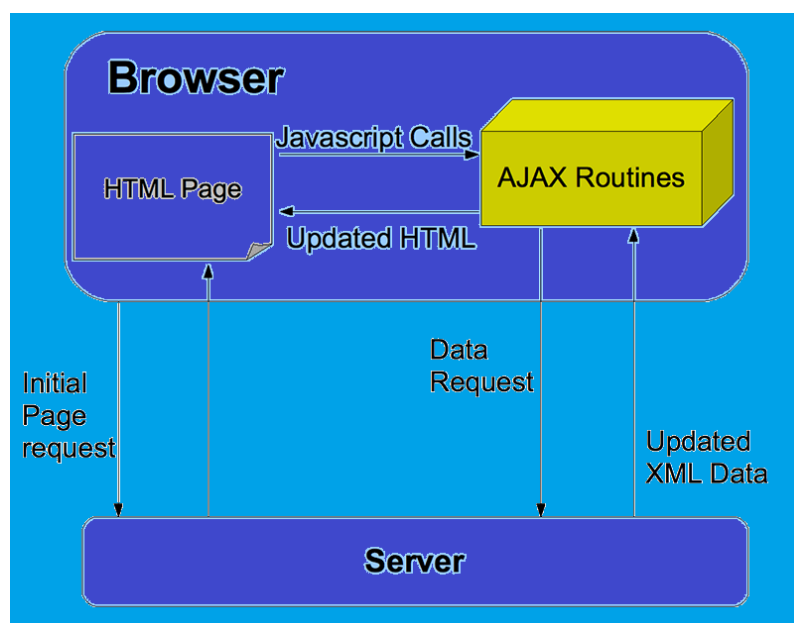 Browser
Javascript Calls
HTML Page
AJAX Routines
Updated HTML
Initial
Page
request
Data
Request
Updated
XML Data
Server